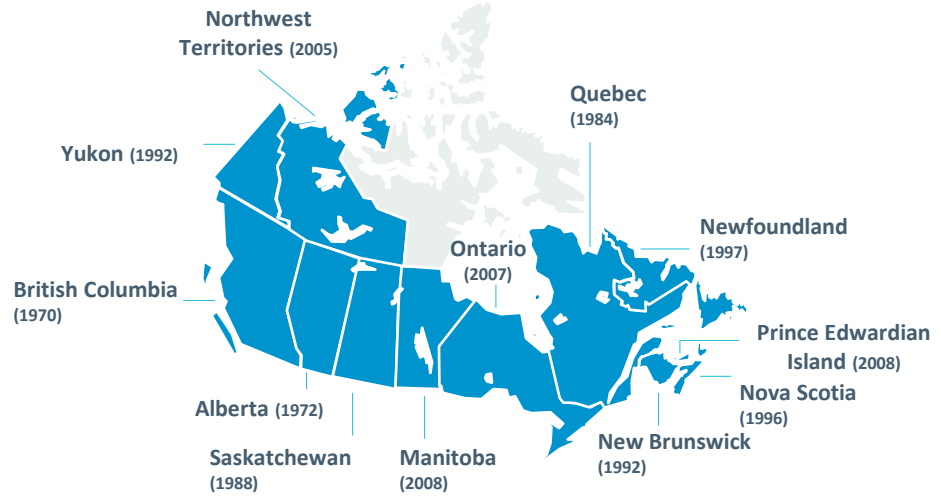 Northwest
Territories (2005)
Quebec
(1984)
Yukon (1992)
Newfoundland
(1997)
Ontario
(2007)
British Columbia
(1970)
Prince Edwardian
Island (2008)
Nova Scotia
(1996)
Alberta (1972)
New Brunswick
(1992)
Saskatchewan
(1988)
Manitoba
(2008)